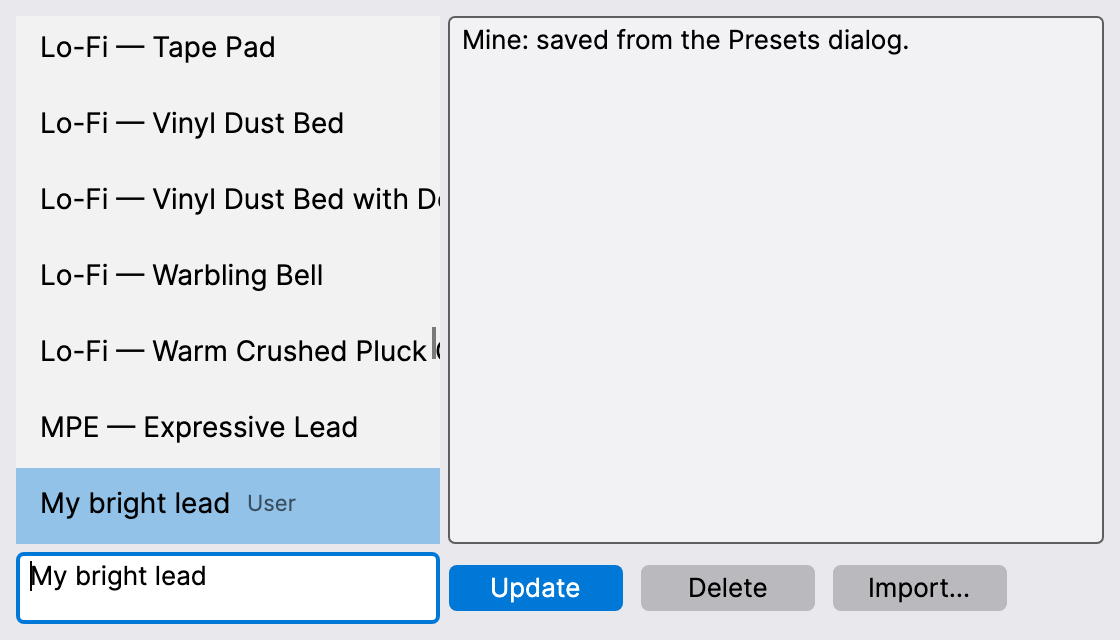 Lo-Fi — Tape Pad
Lo-Fi — Vinyl Dust Bed
Lo-Fi — Vinyl Dust Bed with
Lo-Fi — Warbling Bell
Lo-Fi — Warm Crushed Pluck
MPE — Expressive Lead
My bright lead User
My bright lead
Mine: saved from the Presets dialog.
Update
Delete
Import...